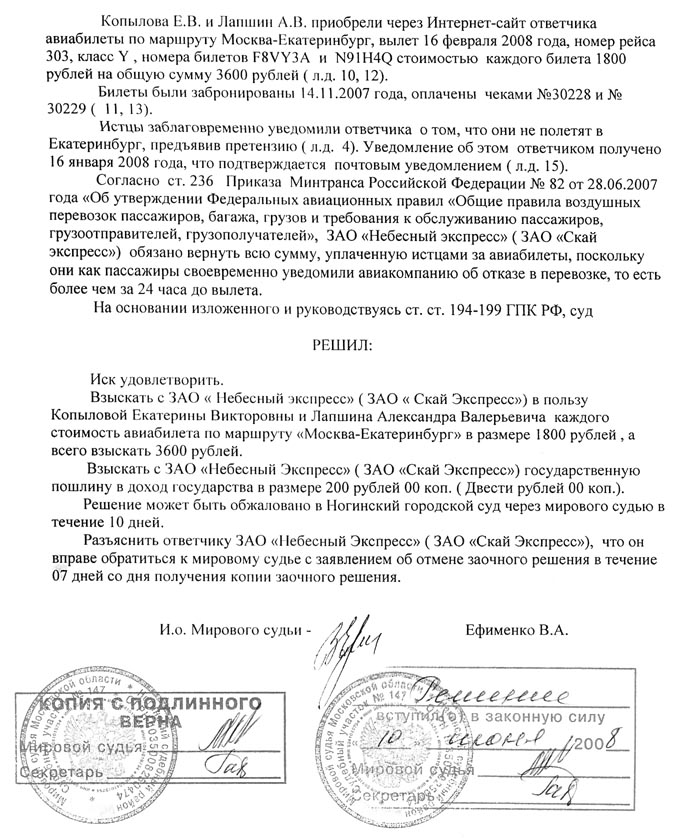 Копылова Е.В. и Лапшин А.В. приобрели через Интернет-сайт ответчика
авиабилеты по маршруту Москва-Екатеринбург, вылет 16 февраля 2008 года, номер рейса
303, класс Y , номера билетов F8VY3A и N91H4Q стоимостью каждого билета 1800
рублей на общую сумму 3600 рублей ( л.д. 10, 12).
Билеты были забронированы 14.11.2007 года, оплачены чеками №30228 и №
30229 ( 11, 13).
Истцы заблаговременно уведомили ответчика о том, что они не полетят в
Екатеринбург, предъявив претензию ( л.д. 4). Уведомление об этом ответчиком получено
16 января 2008 года, что подтверждается почтовым уведомлением ( л.д. 15).
Согласно ст. 236 Приказа Минтранса Российской Федерации № 82 от 28.06.2007
года «Об утверждении Федеральных авиационных правил «Общие правила воздушных
перевозок пассажиров, багажа, грузов и требования к обслуживанию пассажиров,
грузоотправителей, грузополучателей», ЗАО «Небесный экспресс» ( ЗАО «Скай
экспресс») обязано вернуть всю сумму, уплаченную истцами за авиабилеты, поскольку
они как пассажиры своевременно уведомили авиакомпанию об отказе в перевозке, то есть
более чем за 24 часа до вылета.
На основании изложенного и руководствуясь ст. ст. 194-199 ГПК РФ, суд
РЕШИЛ:
Иск удовлетворить.
Взыскать с ЗАО « Небесный экспресс» ( ЗАО « Скай Экспресс») в пользу
Копыловой Екатерины Викторовны и Лапшина Александра Валерьевича каждого
стоимость авиабилета по маршруту «Москва-Екатеринбург» в размере 1800 рублей , а
всего взыскать 3600 рублей.
Взыскать с ЗАО «Небесный Экспресс» ( ЗАО «Скай Экспресс») государственную
пошлину в доход государства в размере 200 рублей 00 коп. ( Двести рублей 00 коп.).
Решение может быть обжаловано в Ногинский городской суд через мирового судью в
течение 10 дней.
Разъяснить ответчику ЗАО «Небесный Экспресс» ( ЗАО «Скай Экспресс»), что он
вправе обратиться к мировому судье с заявлением об отмене заочного решения в течение
07 дней со дня получения копии заочного решения.
И.о. Мирового судьи - Ефименко В.А.
КОПИЯ С ПОДЛИННОГО
ВЕРНА
Мировой судья
Секретарь
Решение
вступил(о) в законную силу
"10" июня 2008
Мировой судья
Секретарь